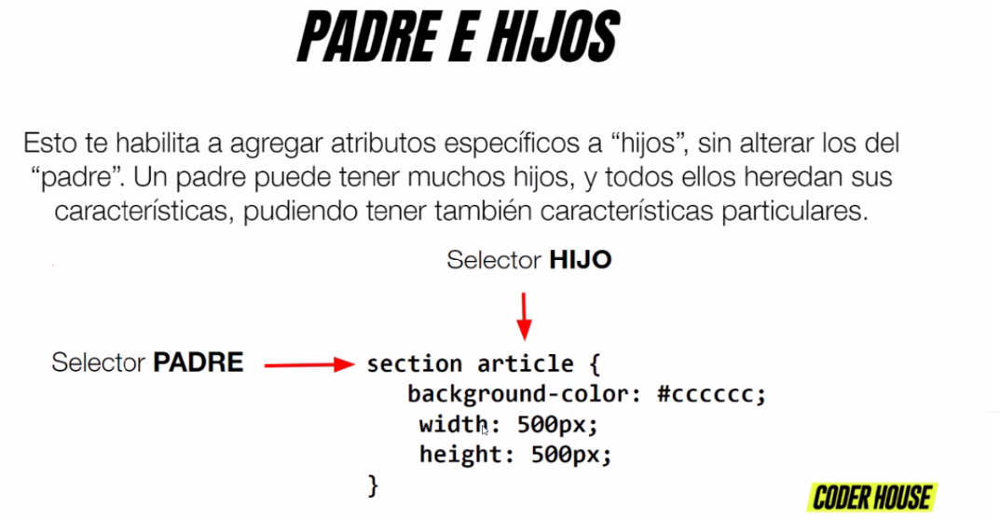 PADRE E HIJOS
Esto te habilita a agregar atributos específicos a “hijos”, sin alterar los del
“padre”. Un padre puede tener muchos hijos, y todos ellos heredan sus
características, pudiendo tener también características particulares.
Selector HIJO
Selector PADRE
section article {
background-color: #cccccc;
width: 500px;
height: 500px;
}
CODER HOUSE